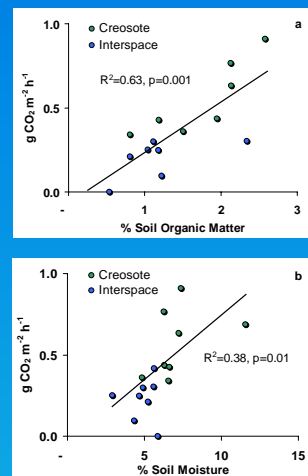 a
Creosote
Interspace
R²=0.63, p=0.001
g CO₂ m⁻² h⁻¹
1.0
0.5
0.0
- 1 2 3
% Soil Organic Matter
b
Creosote
Interspace
R²=0.38, p=0.01
g CO₂ m⁻² h⁻¹
1.0
0.5
0.0
- 5 10 15
% Soil Moisture